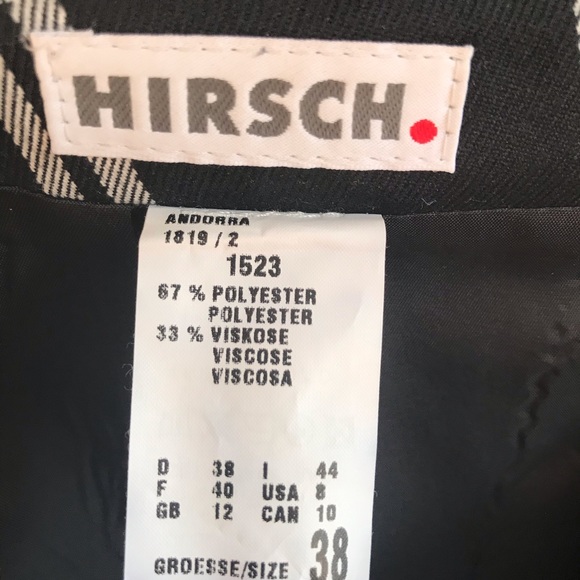 HIRSCH.
ANDORRA
1819 / 2
1523
67 % POLYESTER
POLYESTER
33 % VISKOSE
VISCOSE
VISCOSA
D 38 I 44
F 40 USA 8
GB 12 CAN 10
GROESSE/SIZE 38